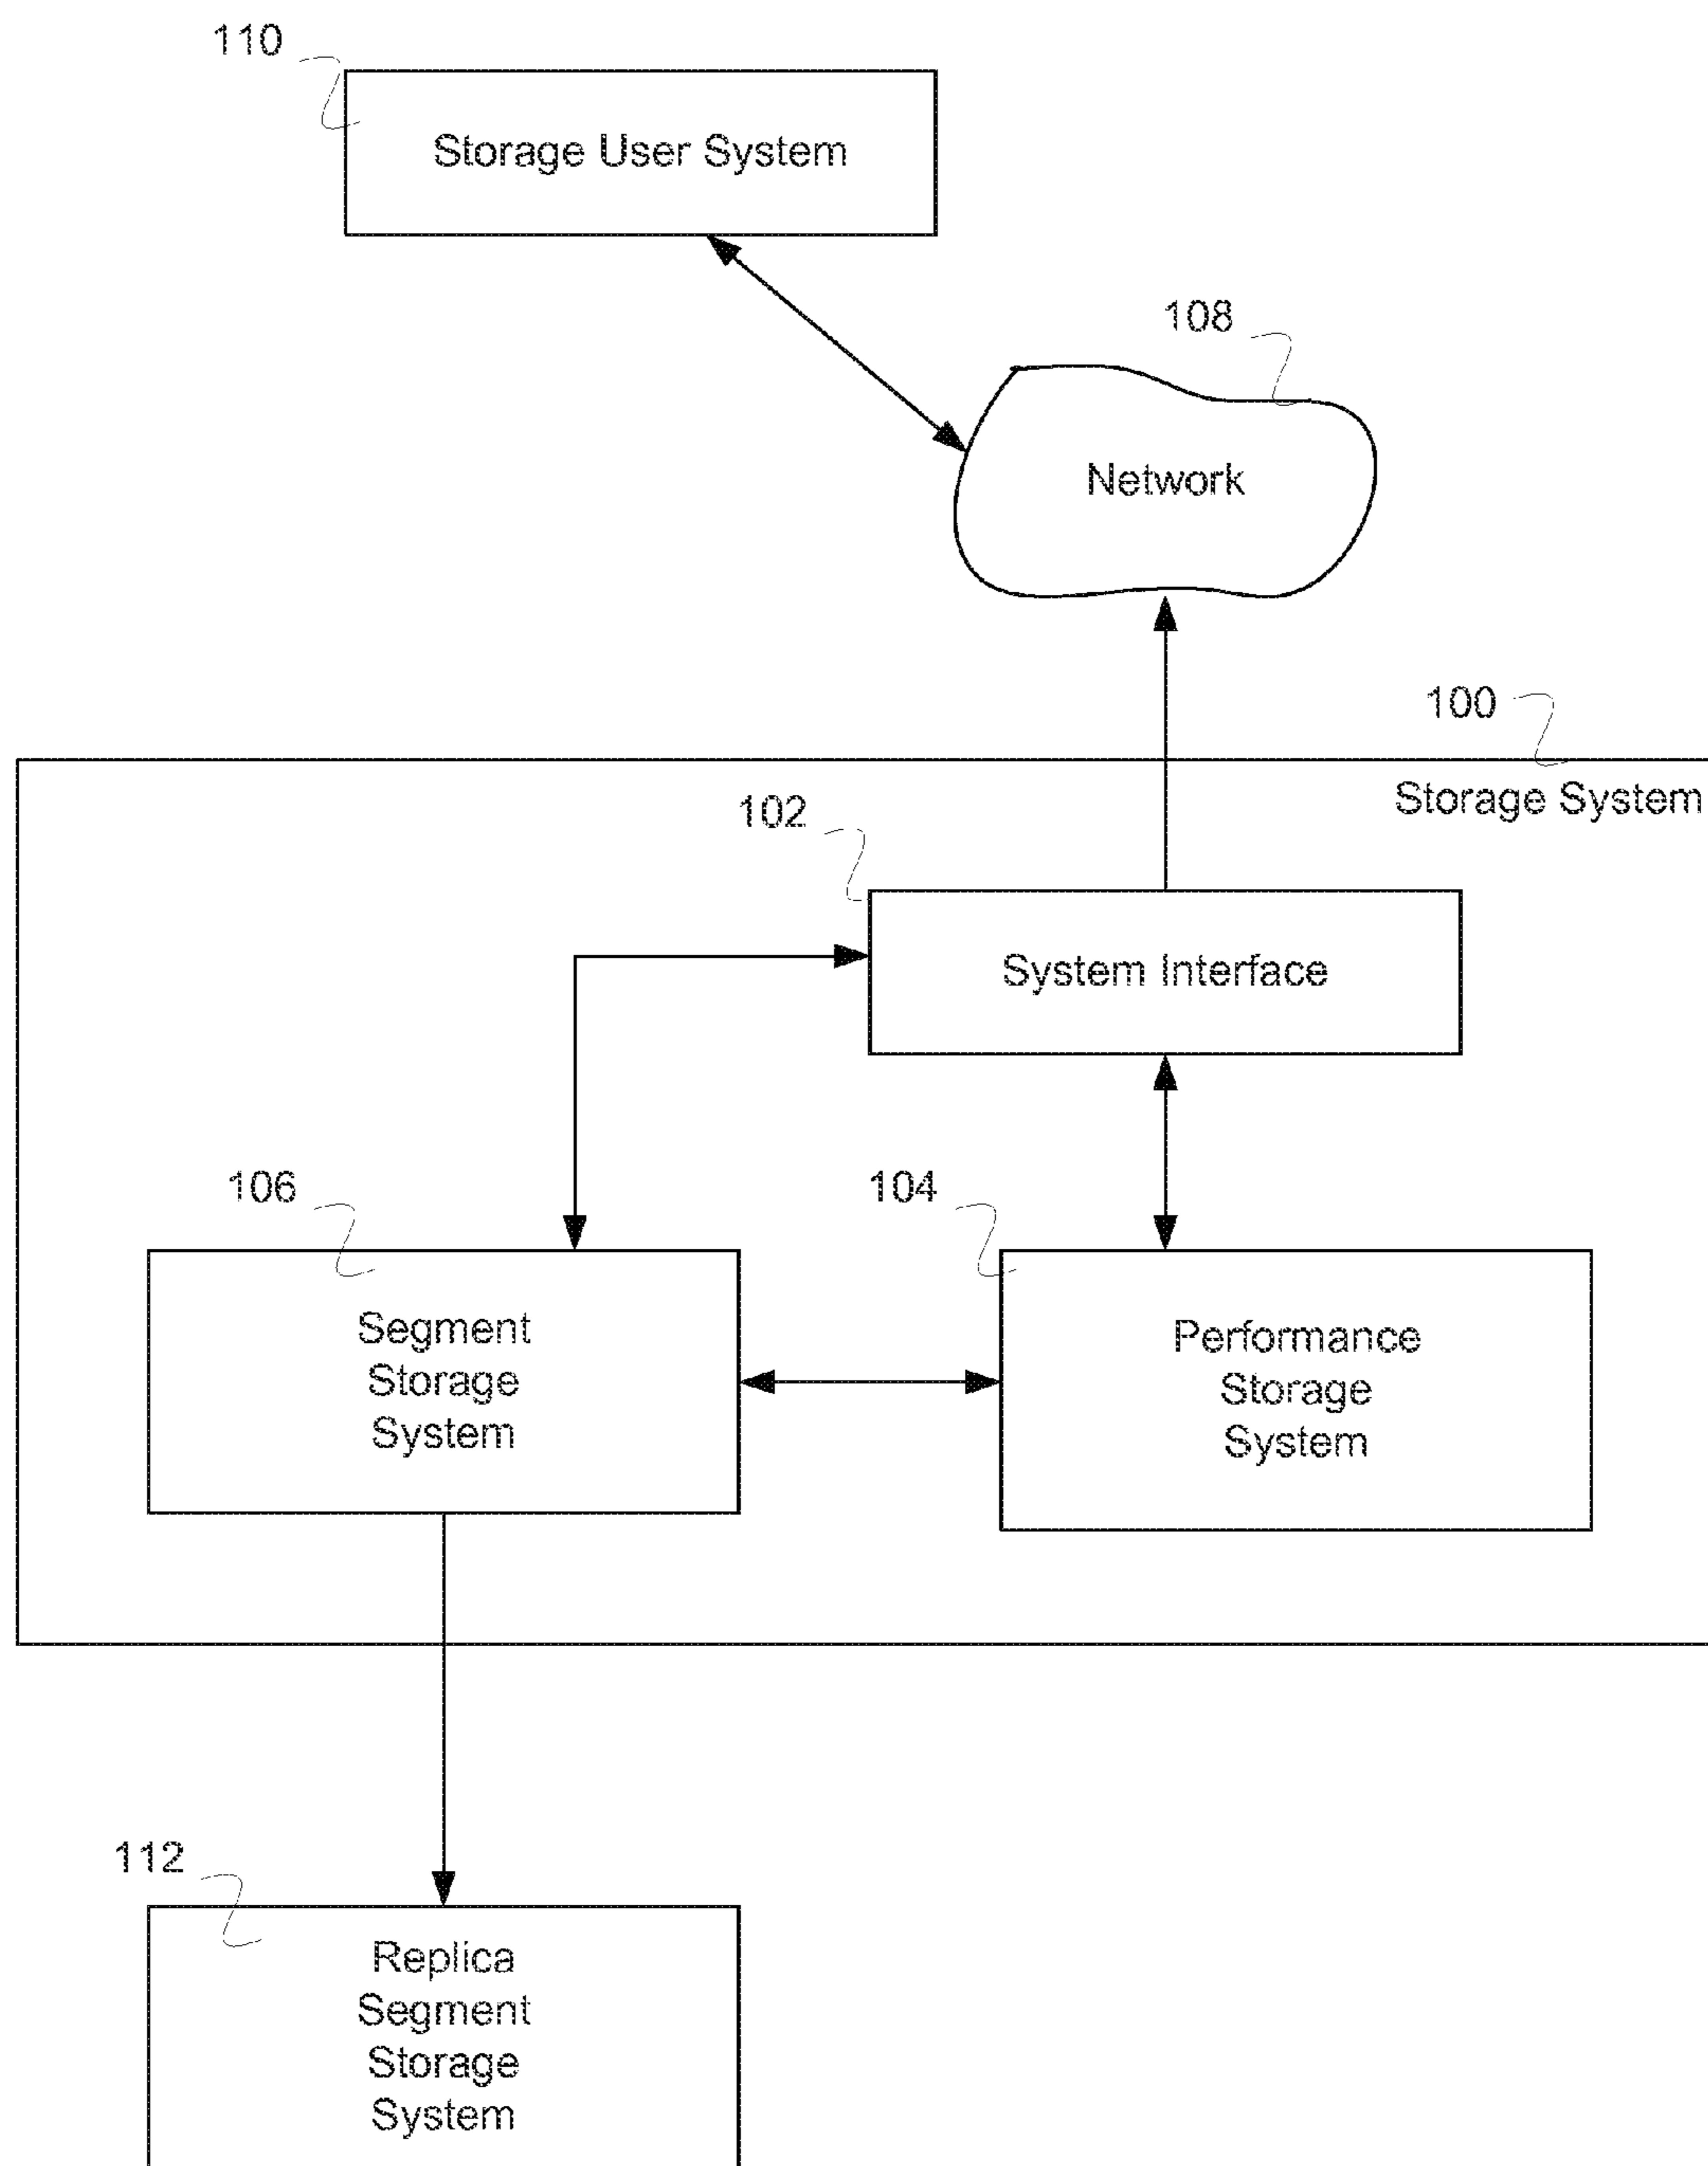 110
Storage User System
108
Network
100
Storage System
102
System Interface
106
104
Segment
Storage
System
Performance
Storage
System
112
Replica
Segment
Storage
System